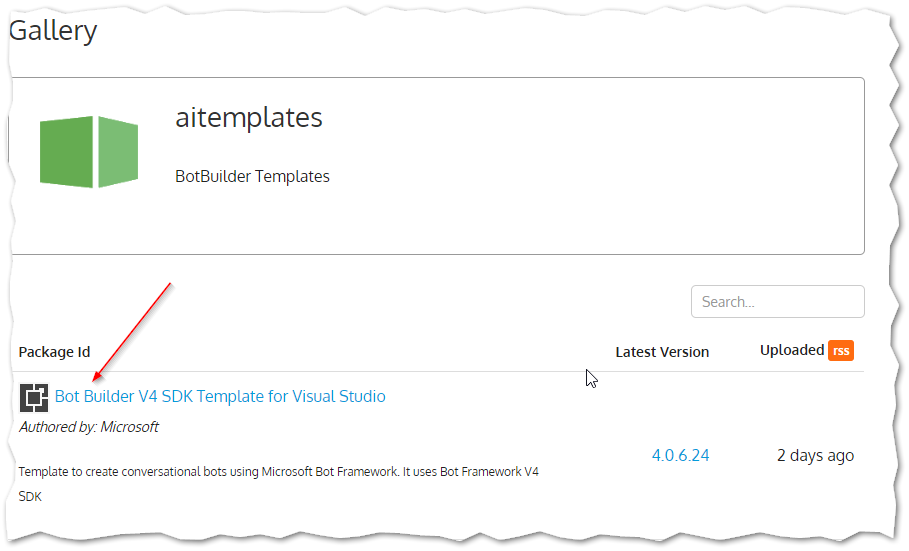 Gallery
aitemplates
BotBuilder Templates
Search...
Package Id
Latest Version
Uploaded rss
Bot Builder V4 SDK Template for Visual Studio
Authored by: Microsoft
4.0.6.24
2 days ago
Template to create conversational bots using Microsoft Bot Framework. It uses Bot Framework V4
SDK